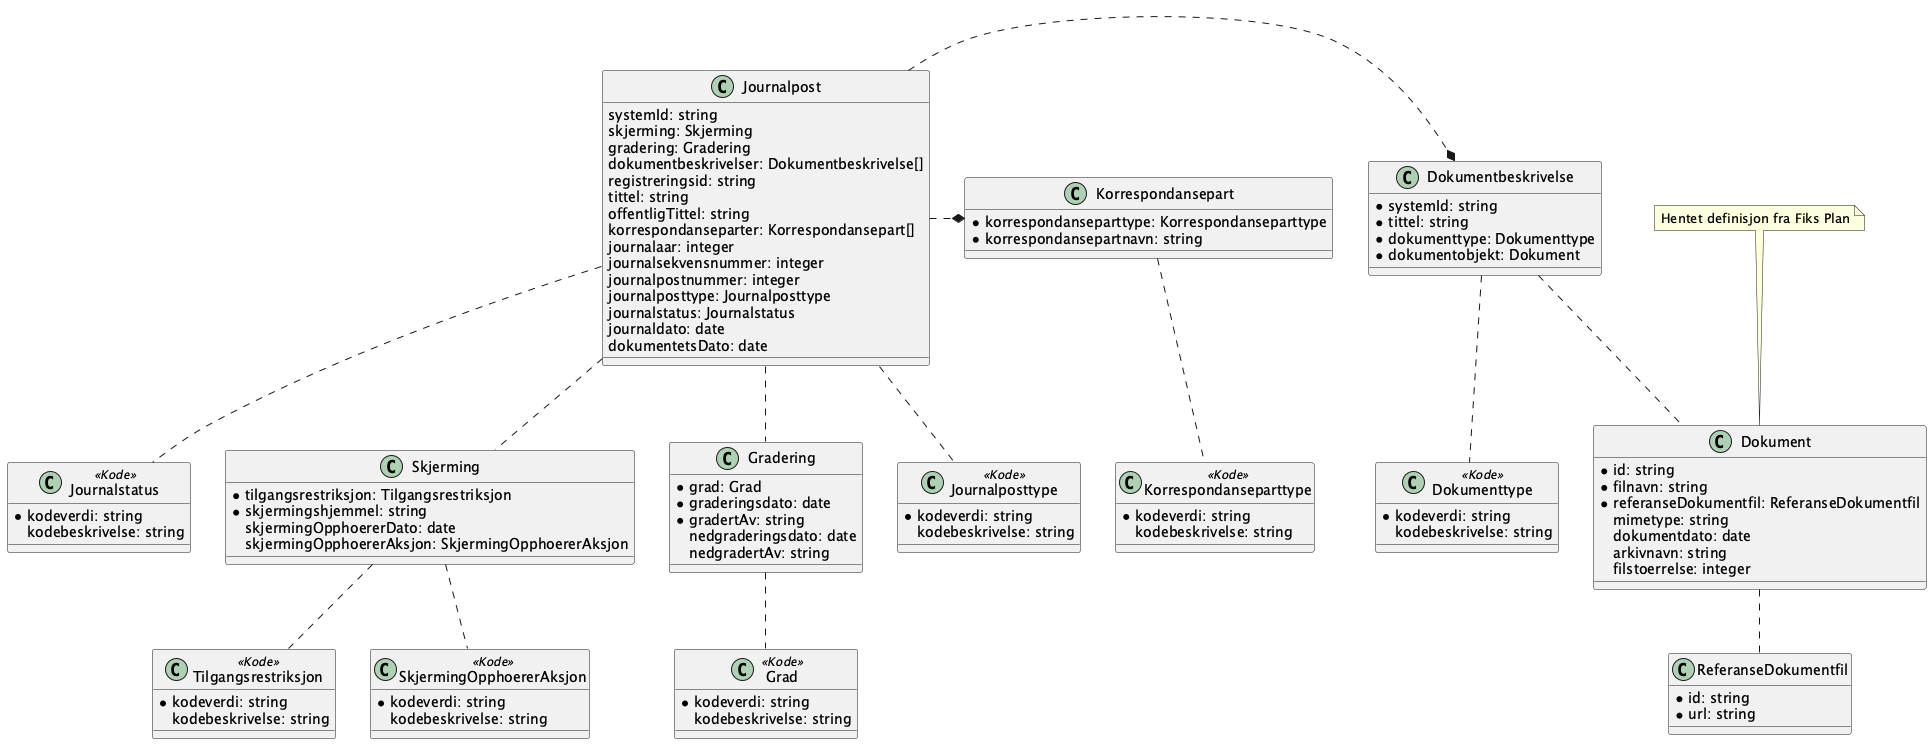 C Journalpost
systemId: string
skjerming: Skjerming
gradering: Gradering
dokumentbeskrivelser: Dokumentbeskrivelse[]
registreringsid: string
tittel: string
offentligTittel: string
korrespondanseparter: Korrespondansepart[]
journalaar: integer
journalsekvensnummer: integer
journalpostnummer: integer
journalposttype: Journalposttype
journalstatus: Journalstatus
journaldato: date
dokumentetsDato: date
C Korrespondansepart
korrespondanseparttype: Korrespondanseparttype
korrespondansepartnavn: string
C Dokumentbeskrivelse
systemId: string
tittel: string
dokumenttype: Dokumenttype
dokumentobjekt: Dokument
Hentet definisjon fra Fiks Plan
C «Kode»
Journalstatus
kodeverdi: string
kodebeskrivelse: string
C Skjerming
tilgangsrestriksjon: Tilgangsrestriksjon
skjermingshjemmel: string
skjermingOpphoererDato: date
skjermingOpphoererAksjon: SkjermingOpphoererAksjon
C Gradering
grad: Grad
graderingsdato: date
gradertAv: string
nedgraderingsdato: date
nedgradertAv: string
C «Kode»
Journalposttype
kodeverdi: string
kodebeskrivelse: string
C «Kode»
Korrespondanseparttype
kodeverdi: string
kodebeskrivelse: string
C «Kode»
Dokumenttype
kodeverdi: string
kodebeskrivelse: string
C Dokument
id: string
filnavn: string
referanseDokumentfil: ReferanseDokumentfil
mimetype: string
dokumentdato: date
arkivnavn: string
filstoerrelse: integer
C «Kode»
Tilgangsrestriksjon
kodeverdi: string
kodebeskrivelse: string
C «Kode»
SkjermingOpphoererAksjon
kodeverdi: string
kodebeskrivelse: string
C «Kode»
Grad
kodeverdi: string
kodebeskrivelse: string
C ReferanseDokumentfil
id: string
url: string